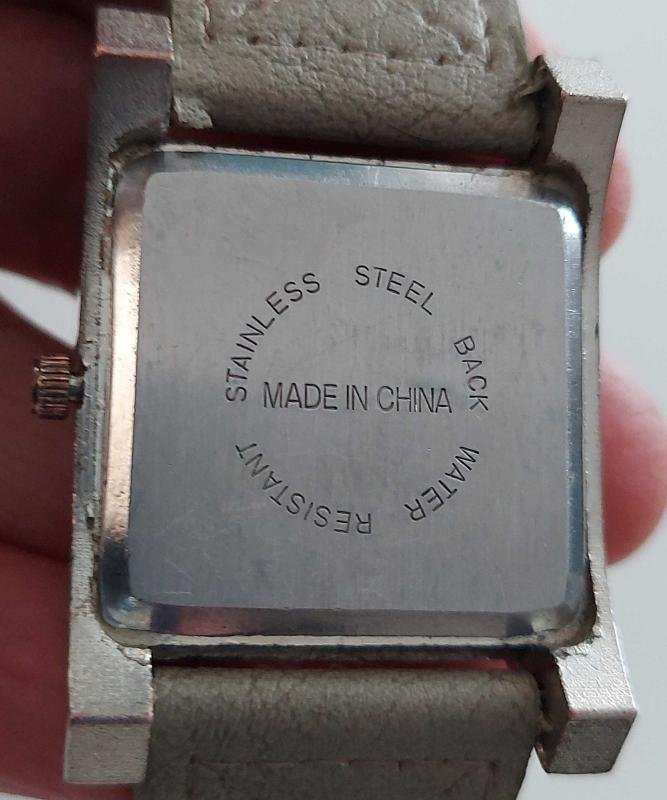 STAINLESS STEEL BACK
MADE IN CHINA
WATER RESISTANT